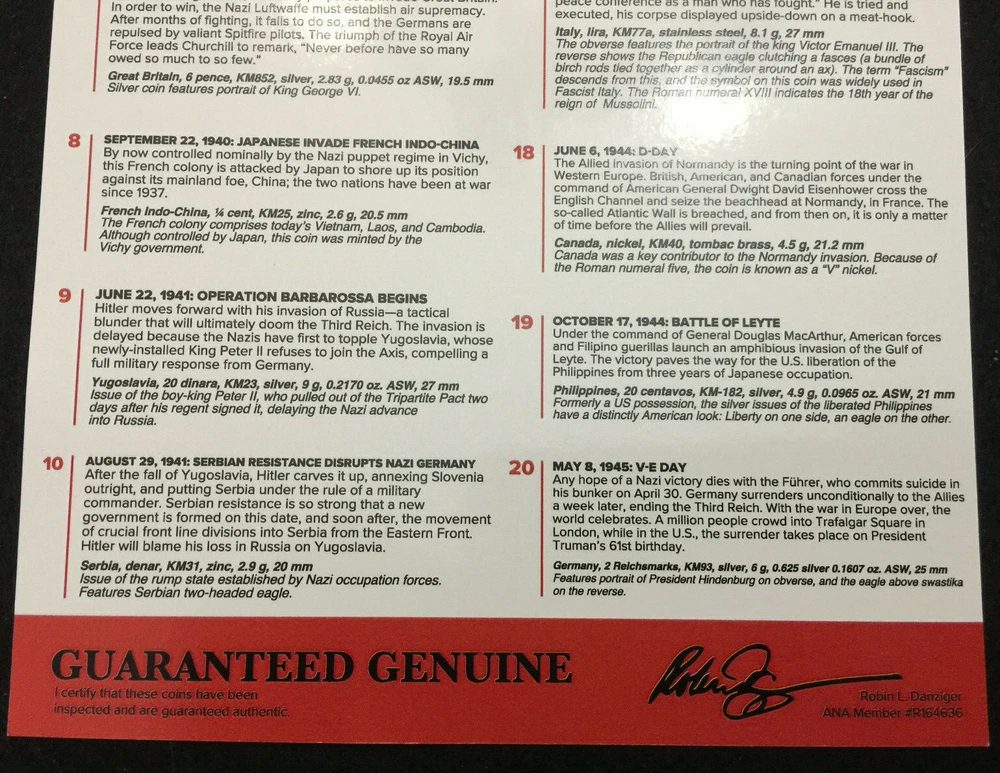 In order to win, the Nazi Luftwaffe must establish air supremacy.
After months of fighting, it fails to do so, and the Germans are
repulsed by valiant Spitfire pilots. The triumph of the Royal Air
Force leads Churchill to remark, “Never before have so many
owed so much to so few.”
Great Britain, 6 pence, KM852, silver, 2.83 g, 0.0455 oz ASW, 19.5 mm
Silver coin features portrait of King George VI.
8
SEPTEMBER 22, 1940: JAPANESE INVADE FRENCH INDO-CHINA
By now controlled nominally by the Nazi puppet regime in Vichy,
this French colony is attacked by Japan to shore up its position
against its mainland foe, China; the two nations have been at war
since 1937.
French Indo-China, ¼ cent, KM25, zinc, 2.6 g, 20.5 mm
The French colony comprises today's Vietnam, Laos, and Cambodia.
Although controlled by Japan, this coin was minted by the
Vichy government.
9
JUNE 22, 1941: OPERATION BARBAROSSA BEGINS
Hitler moves forward with his invasion of Russia—a tactical
blunder that will ultimately doom the Third Reich. The invasion is
delayed because the Nazis have first to topple Yugoslavia, whose
newly-installed King Peter II refuses to join the Axis, compelling a
full military response from Germany.
Yugoslavia, 20 dinara, KM23, silver, 9 g, 0.2170 oz. ASW, 27 mm
Issue of the boy-king Peter II, who pulled out of the Tripartite Pact two
days after his regent signed it, delaying the Nazi advance
into Russia.
10
AUGUST 29, 1941: SERBIAN RESISTANCE DISRUPTS NAZI GERMANY
After the fall of Yugoslavia, Hitler carves it up, annexing Slovenia
outright, and putting Serbia under the rule of a military
commander. Serbian resistance is so strong that a new
government is formed on this date, and soon after, the movement
of crucial front line divisions into Serbia from the Eastern Front.
Hitler will blame his loss in Russia on Yugoslavia.
Serbia, denar, KM31, zinc, 2.9 g, 20 mm
Issue of the rump state established by Nazi occupation forces.
Features Serbian two-headed eagle.
peace conference as a man who has fought.” He is tried and
executed, his corpse displayed upside-down on a meat-hook.
Italy, lira, KM77a, stainless steel, 8.1 g, 27 mm
The obverse features the portrait of the king Victor Emanuel III. The
reverse shows the Republican eagle clutching a fasces (a bundle of
birch rods tied together as a cylinder around an ax). The term “Fascism”
descends from this, and the symbol on this coin was widely used in
Fascist Italy. The Roman numeral XVIII indicates the 18th year of the
reign of Mussolini.
18
JUNE 6, 1944: D-DAY
The Allied invasion of Normandy is the turning point of the war in
Western Europe. British, American, and Canadian forces under the
command of American General Dwight David Eisenhower cross the
English Channel and seize the beachhead at Normandy, in France. The
so-called Atlantic Wall is breached, and from then on, it is only a matter
of time before the Allies will prevail.
Canada, nickel, KM40, tombac brass, 4.5 g, 21.2 mm
Canada was a key contributor to the Normandy invasion. Because of
the Roman numeral five, the coin is known as a “V” nickel.
19
OCTOBER 17, 1944: BATTLE OF LEYTE
Under the command of General Douglas MacArthur, American forces
and Filipino guerillas launch an amphibious invasion of the Gulf of
Leyte. The victory paves the way for the U.S. liberation of the
Philippines from three years of Japanese occupation.
Philippines, 20 centavos, KM-182, silver, 4.9 g, 0.0965 oz. ASW, 21 mm
Formerly a US possession, the silver issues of the liberated Philippines
have a distinctly American look: Liberty on one side, an eagle on the other.
20
MAY 8, 1945: V-E DAY
Any hope of a Nazi victory dies with the Führer, who commits suicide in
his bunker on April 30. Germany surrenders unconditionally to the Allies
a week later, ending the Third Reich. With the war in Europe over, the
world celebrates. A million people crowd into Trafalgar Square in
London, while in the U.S., the surrender takes place on President
Truman's 61st birthday.
Germany, 2 Reichsmarks, KM93, silver, 6 g, 0.625 silver 0.1607 oz. ASW, 25 mm
Features portrait of President Hindenburg on obverse, and the eagle above swastika
on the reverse.
GUARANTEED GENUINE
I certify that these coins have been
inspected and are guaranteed authentic.
Robin L. Danziger
ANA Member #R164636